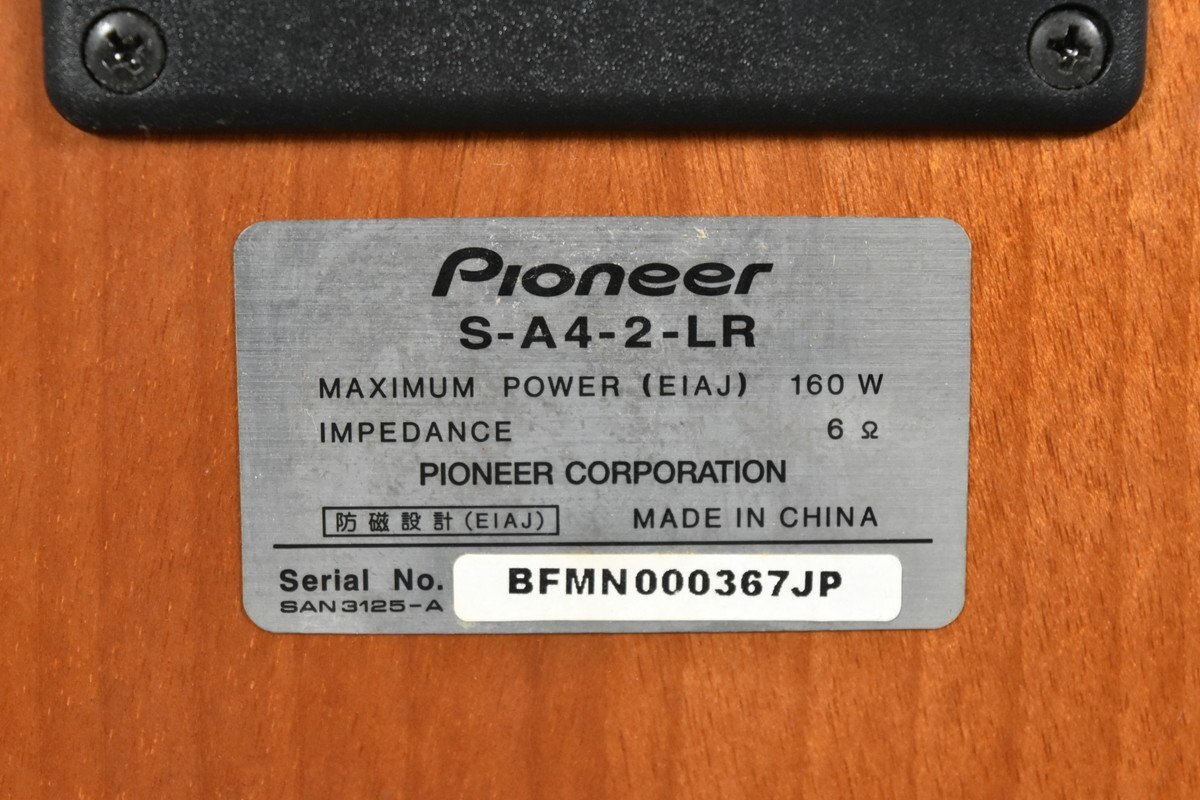 Pioneer
S-A4-2-LR
MAXIMUM POWER (EIAJ) 160 W
IMPEDANCE 6 Ω
PIONEER CORPORATION
防磁設計(EIAJ) MADE IN CHINA
Serial No. BFMN000367JP
SAN3125-A